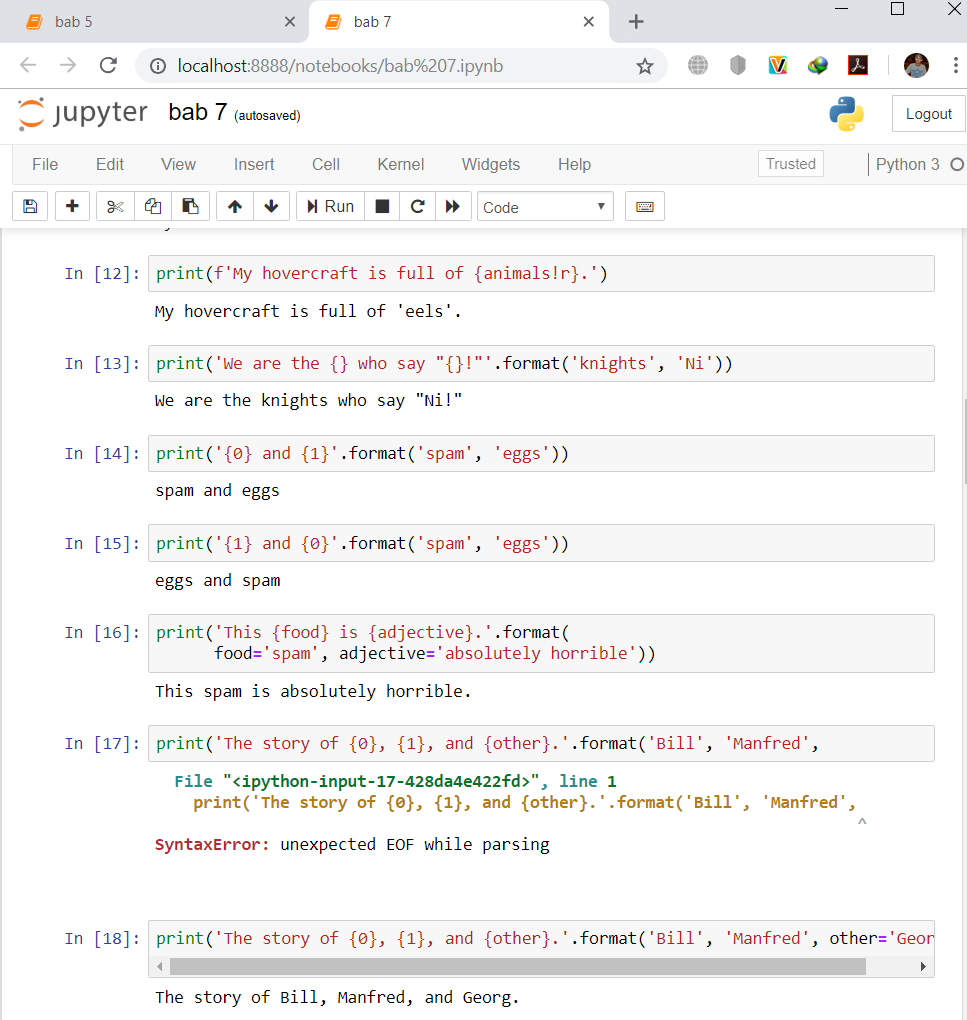 bab 5
bab 7
localhost:8888/notebooks/bab%207.ipynb
jupyter bab 7 (autosaved)
Logout
File Edit View Insert Cell Kernel Widgets Help
Trusted
Python 3
Run
Code
In [12]: print(f'My hovercraft is full of {animals!r}.')
My hovercraft is full of 'eels'.
In [13]: print('We are the {} who say "{}!"'.format('knights', 'Ni'))
We are the knights who say "Ni!"
In [14]: print('{0} and {1}'.format('spam', 'eggs'))
spam and eggs
In [15]: print('{1} and {0}'.format('spam', 'eggs'))
eggs and spam
In [16]: print('This {food} is {adjective}.'.format(
food='spam', adjective='absolutely horrible'))
This spam is absolutely horrible.
In [17]: print('The story of {0}, {1}, and {other}.'.format('Bill', 'Manfred',
File "<ipython-input-17-428da4e422fd>", line 1
print('The story of {0}, {1}, and {other}.'.format('Bill', 'Manfred',
^
SyntaxError: unexpected EOF while parsing
In [18]: print('The story of {0}, {1}, and {other}.'.format('Bill', 'Manfred', other='Geor
The story of Bill, Manfred, and Georg.